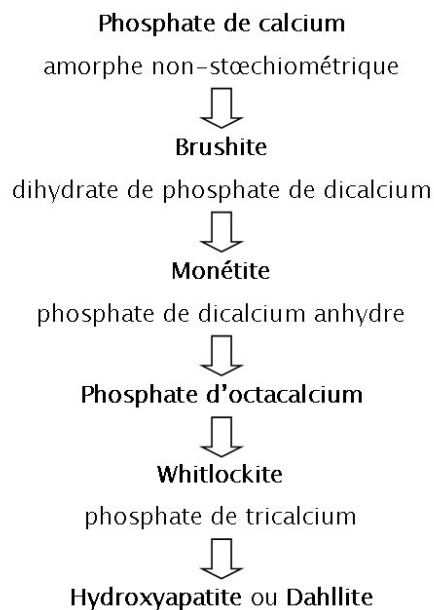 Phosphate de calcium
amorphe non-stœchiométrique
Brushite
dihydrate de phosphate de dicalcium
Monétite
phosphate de dicalcium anhydre
Phosphate d'octacalcium
Whitlockite
phosphate de tricalcium
Hydroxyapatite ou Dahllite